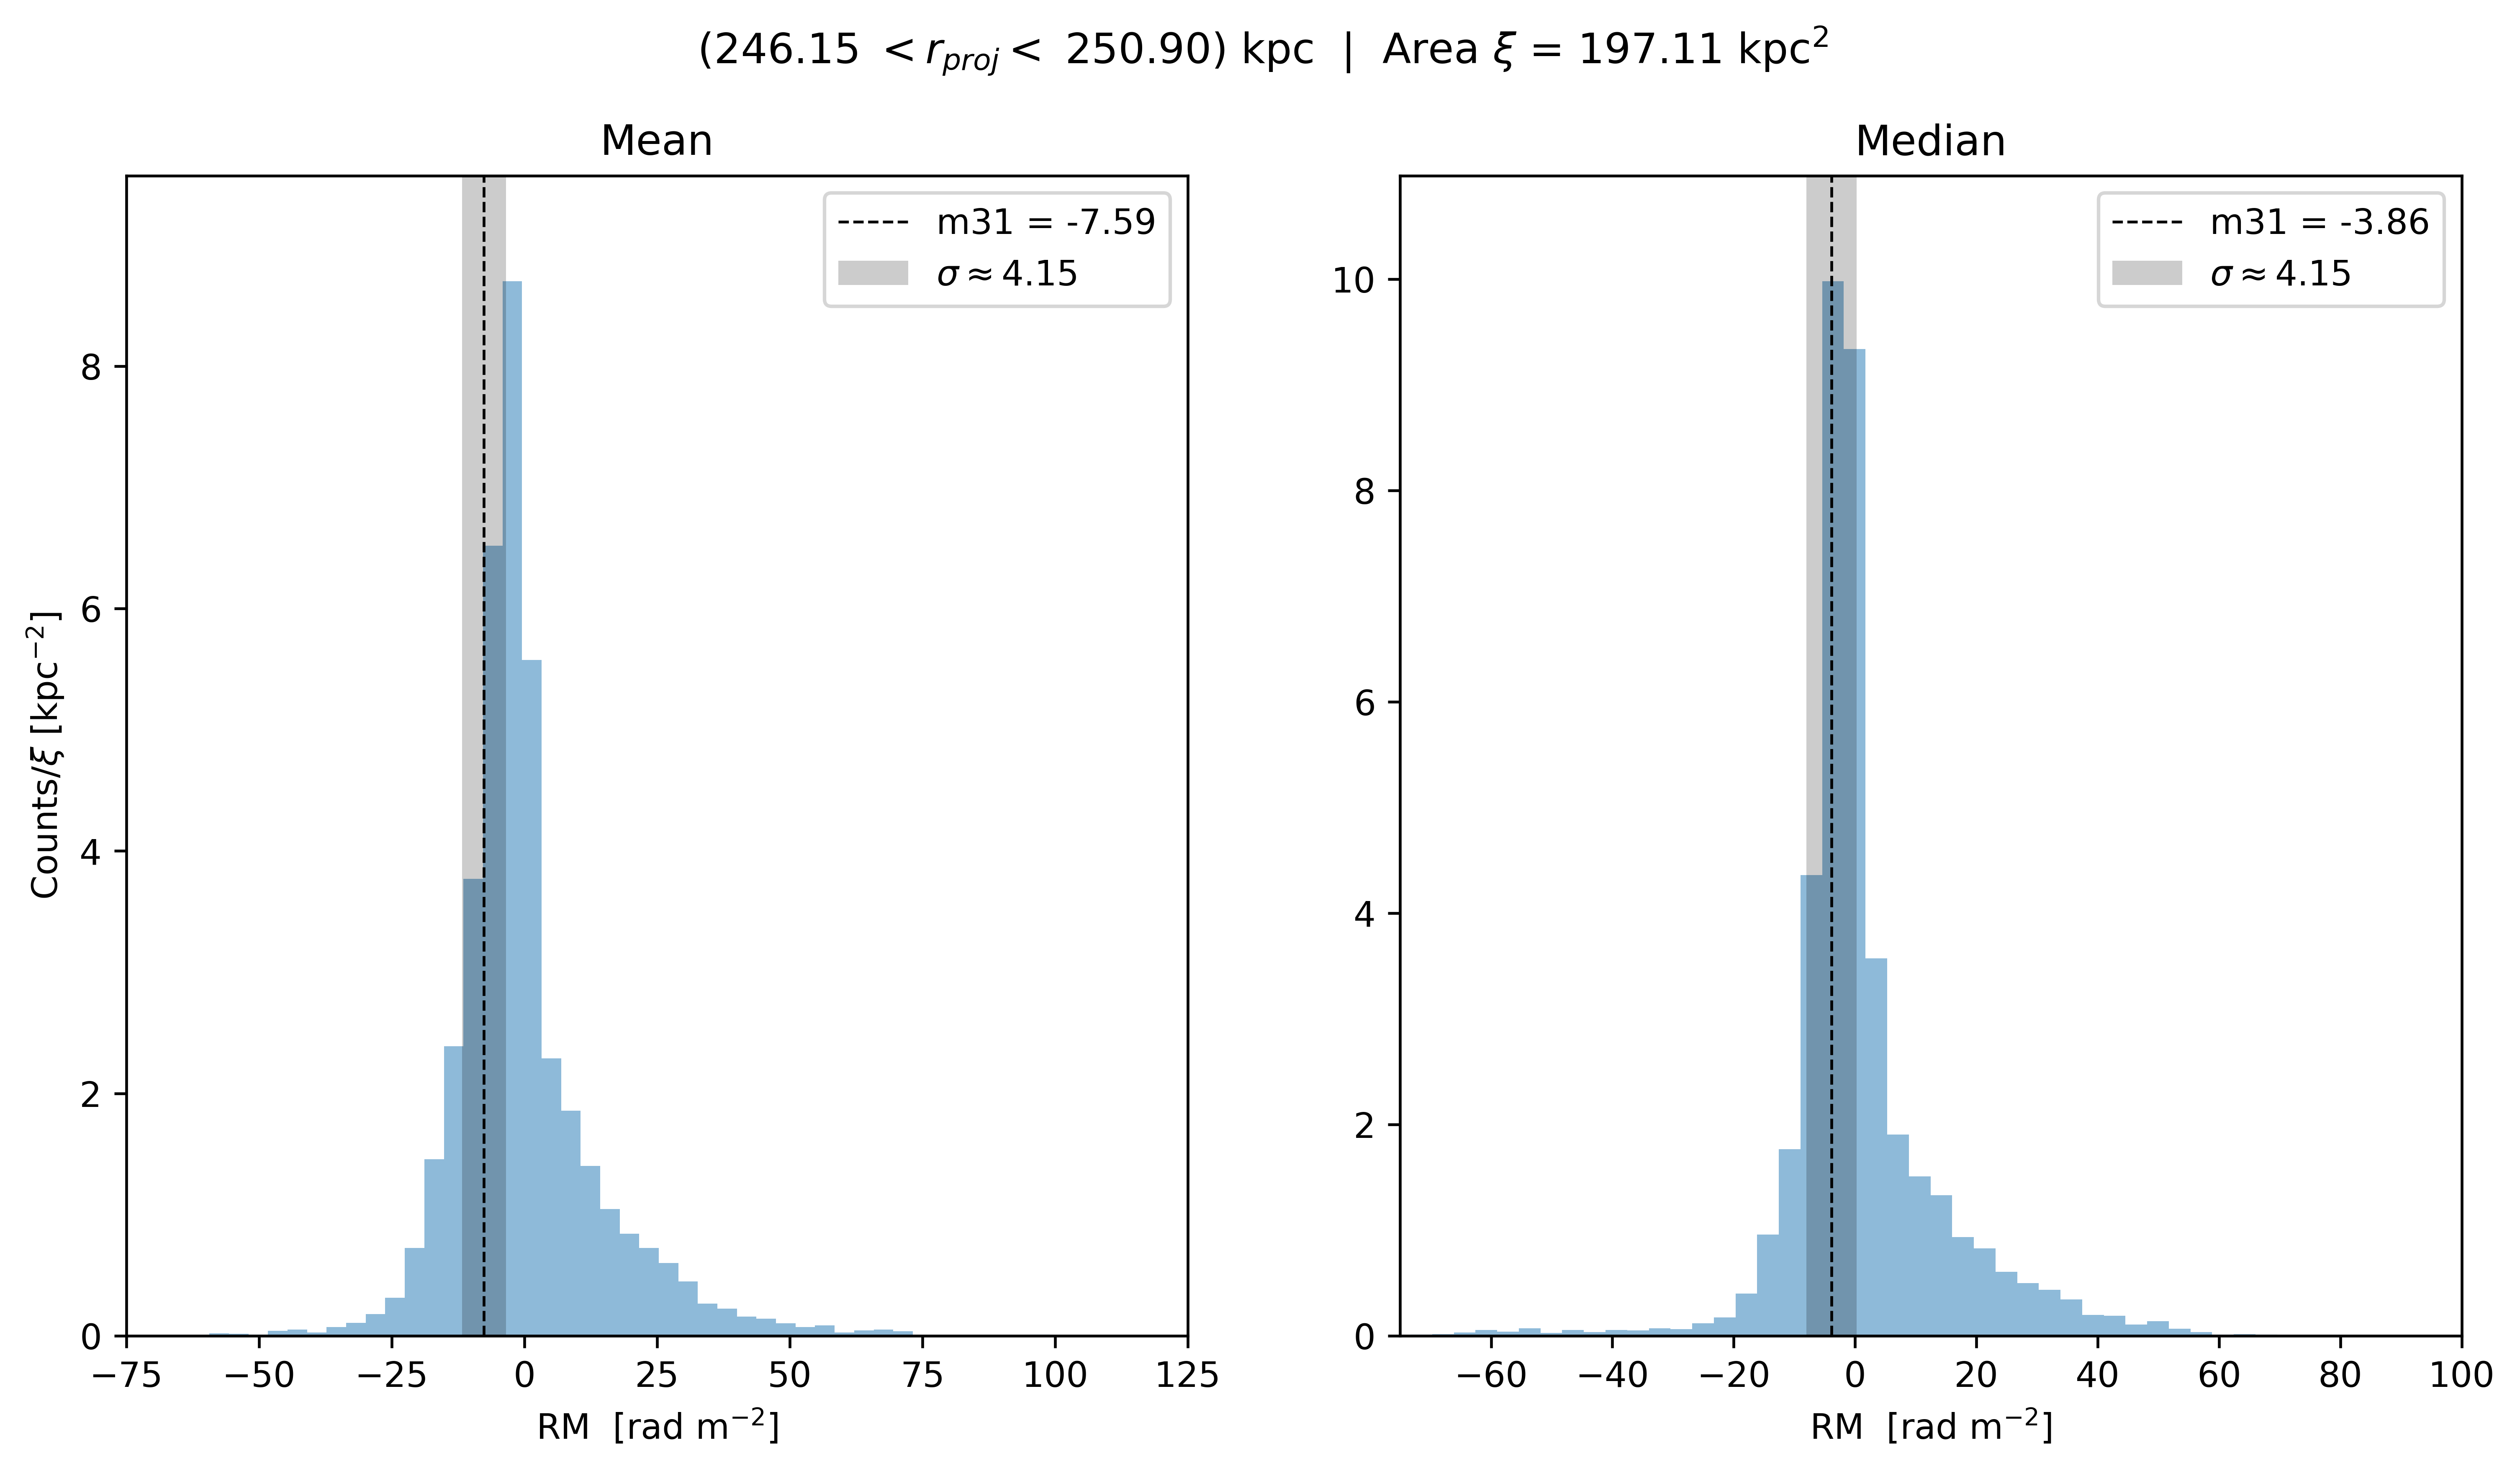 (246.15 < r_proj < 250.90) kpc | Area ξ = 197.11 kpc²
Mean
m31 = -7.59
σ ≈ 4.15
Counts/ξ [kpc⁻²]
8
6
4
2
0
−75 −50 −25 0 25 50 75 100 125
RM [rad m⁻²]
Median
m31 = -3.86
σ ≈ 4.15
10
8
6
4
2
0
−60 −40 −20 0 20 40 60 80 100
RM [rad m⁻²]